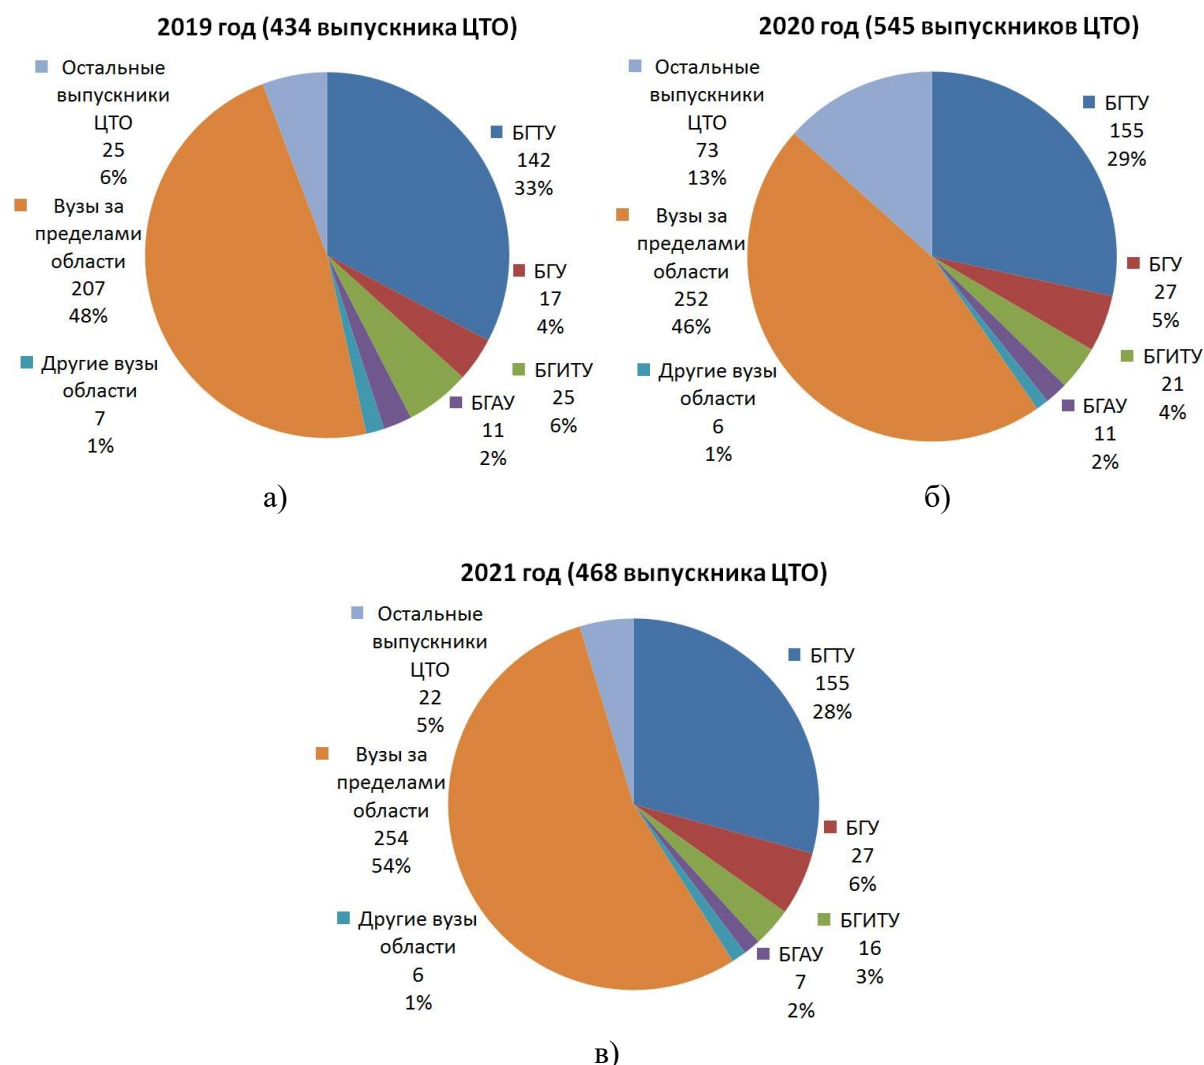 2019 год (434 выпускника ЦТО)
Остальные
выпускники
ЦТО
25
6%
БГТУ
142
33%
Вузы за
пределами
области
207
48%
БГУ
17
4%
Другие вузы
области
7
1%
БГИТУ
25
6%
БГАУ
11
2%
а)
2020 год (545 выпускников ЦТО)
Остальные
выпускники
ЦТО
73
13%
БГТУ
155
29%
Вузы за
пределами
области
252
46%
БГУ
27
5%
Другие вузы
области
6
1%
БГИТУ
21
4%
БГАУ
11
2%
б)
2021 год (468 выпускника ЦТО)
Остальные
выпускники
ЦТО
22
5%
БГТУ
155
28%
Вузы за
пределами
области
254
54%
БГУ
27
6%
Другие вузы
области
6
1%
БГИТУ
16
3%
БГАУ
7
2%
в)